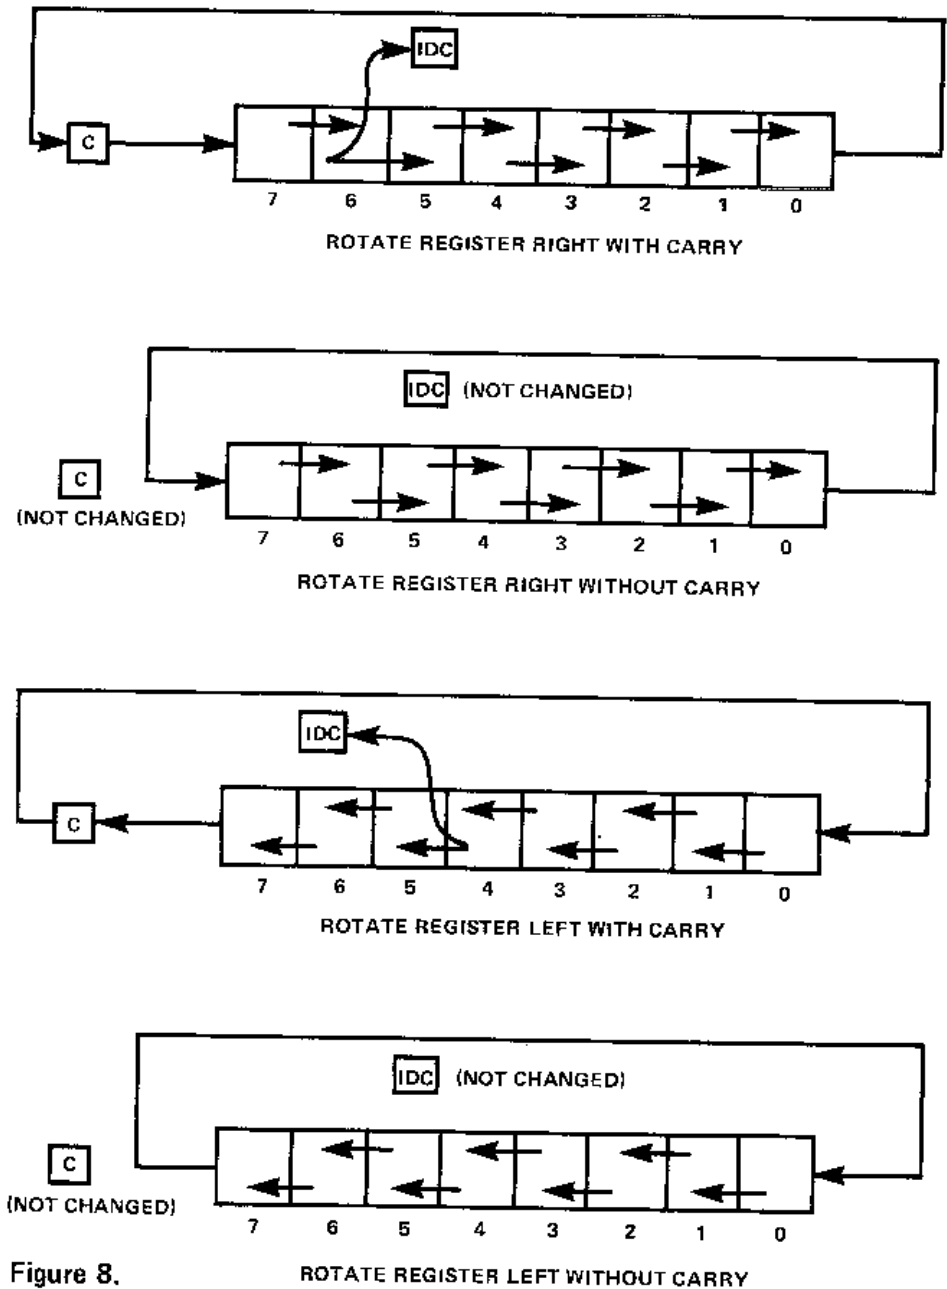 IDC
C
7 6 5 4 3 2 1 0
ROTATE REGISTER RIGHT WITH CARRY
IDC (NOT CHANGED)
C
(NOT CHANGED)
7 6 5 4 3 2 1 0
ROTATE REGISTER RIGHT WITHOUT CARRY
IDC
C
7 6 5 4 3 2 1 0
ROTATE REGISTER LEFT WITH CARRY
IDC (NOT CHANGED)
C
(NOT CHANGED)
7 6 5 4 3 2 1 0
Figure 8.
ROTATE REGISTER LEFT WITHOUT CARRY